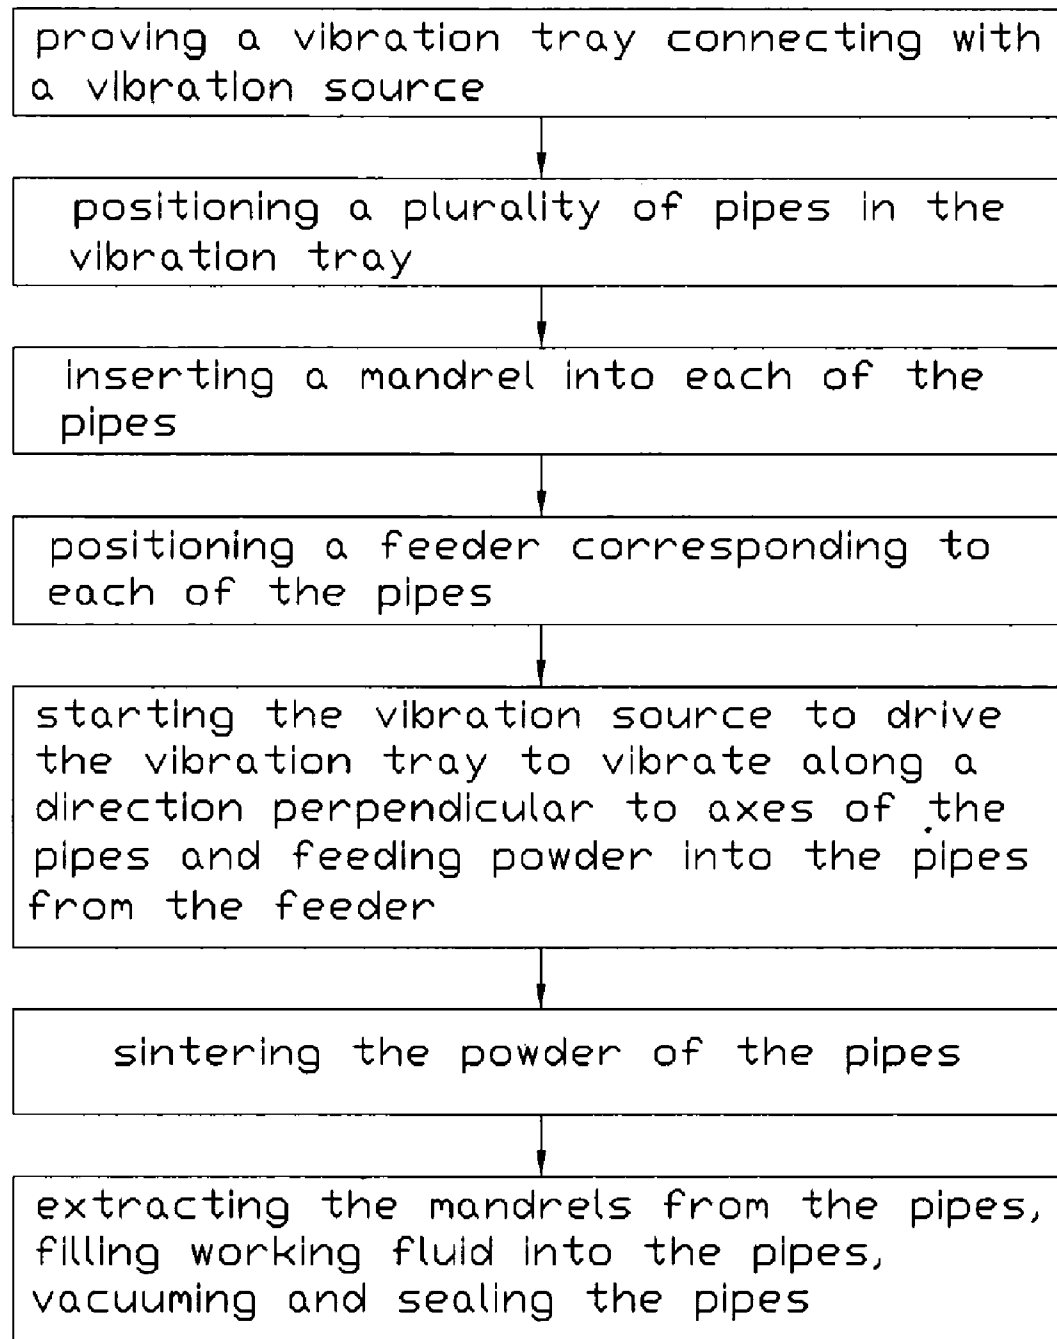 proving a vibration tray connecting with
a vibration source
positioning a plurality of pipes in the
vibration tray
inserting a mandrel into each of the
pipes
positioning a feeder corresponding to
each of the pipes
starting the vibration source to drive
the vibration tray to vibrate along a
direction perpendicular to axes of the
pipes and feeding powder into the pipes
from the feeder
sintering the powder of the pipes
extracting the mandrels from the pipes,
filling working fluid into the pipes,
vacuuming and sealing the pipes